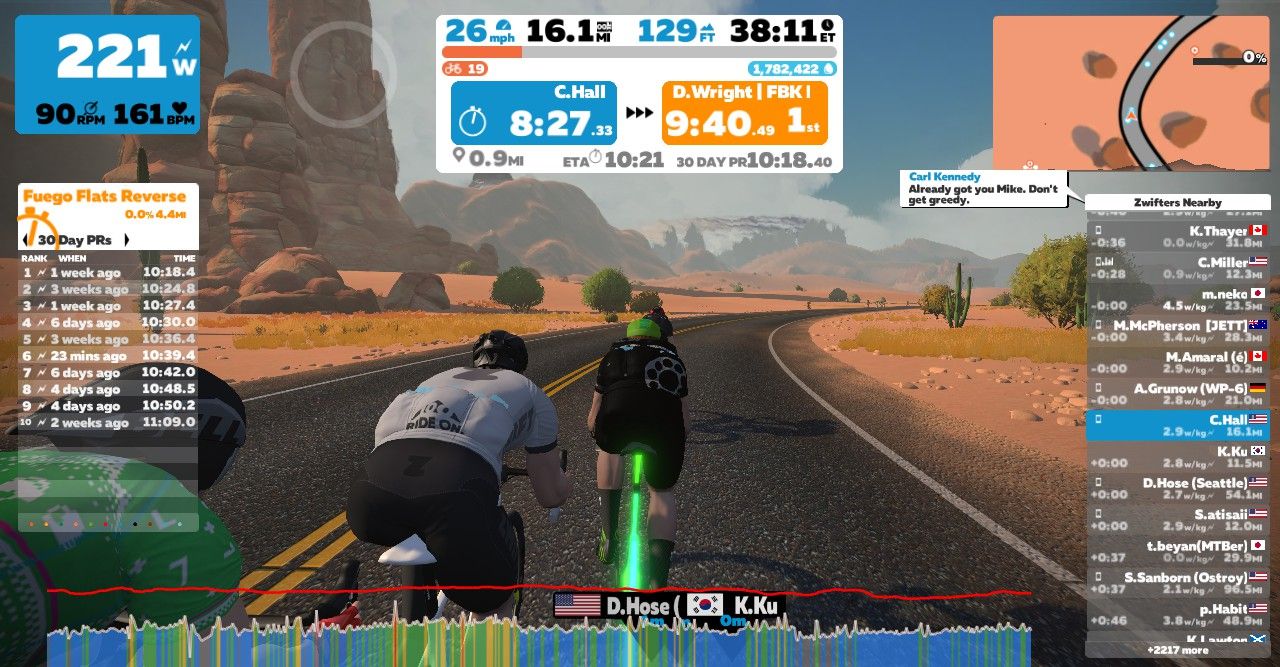 221 W
90 RPM 161 BPM
26 mph 16.1 MI 129 FT 38:11 ET
19
1,782,422
C.Hall
8:27.33
D.Wright | FBK |
9:40.49 1st
0.9MI ETA 10:21 30 DAY PR 10:18.40
0%
Carl Kennedy
Already got you Mike. Don't
get greedy.
Fuego Flats Reverse
0.0% 4.4MI
30 Day PRs
RANK WHEN TIME
1 1 week ago 10:18.4
2 3 weeks ago 10:24.8
3 1 week ago 10:27.4
4 6 days ago 10:30.0
5 3 weeks ago 10:36.4
6 23 mins ago 10:39.4
7 6 days ago 10:42.0
8 4 days ago 10:48.5
9 4 days ago 10:50.2
10 2 weeks ago 11:09.0
Zwifters Nearby
K.Thayer
-0:36 0.0w/kg 31.8MI
C.Miller
-0:28 0.9w/kg 12.3MI
m.neko
-0:00 4.5w/kg 23.5MI
M.McPherson [JETT]
-0:00 3.4w/kg 28.3MI
M.Amaral (é)
-0:00 2.9w/kg 10.2MI
A.Grunow (WP-6)
-0:00 2.8w/kg 21.0MI
C.Hall
2.9w/kg 16.1MI
K.Ku
+0:00 2.8w/kg 11.5MI
D.Hose (Seattle)
+0:00 2.7w/kg 54.1MI
S.atisaii
+0:00 2.9w/kg 12.0MI
t.beyan(MTBer)
+0:37 0.0w/kg 29.9MI
S.Sanborn (Ostroy)
+0:37 2.1w/kg 96.5MI
p.Habit
+0:46 3.8w/kg 48.9MI
K.Lawton
+2217 more
RIDE ON
Z
D.Hose ( K.Ku
0m